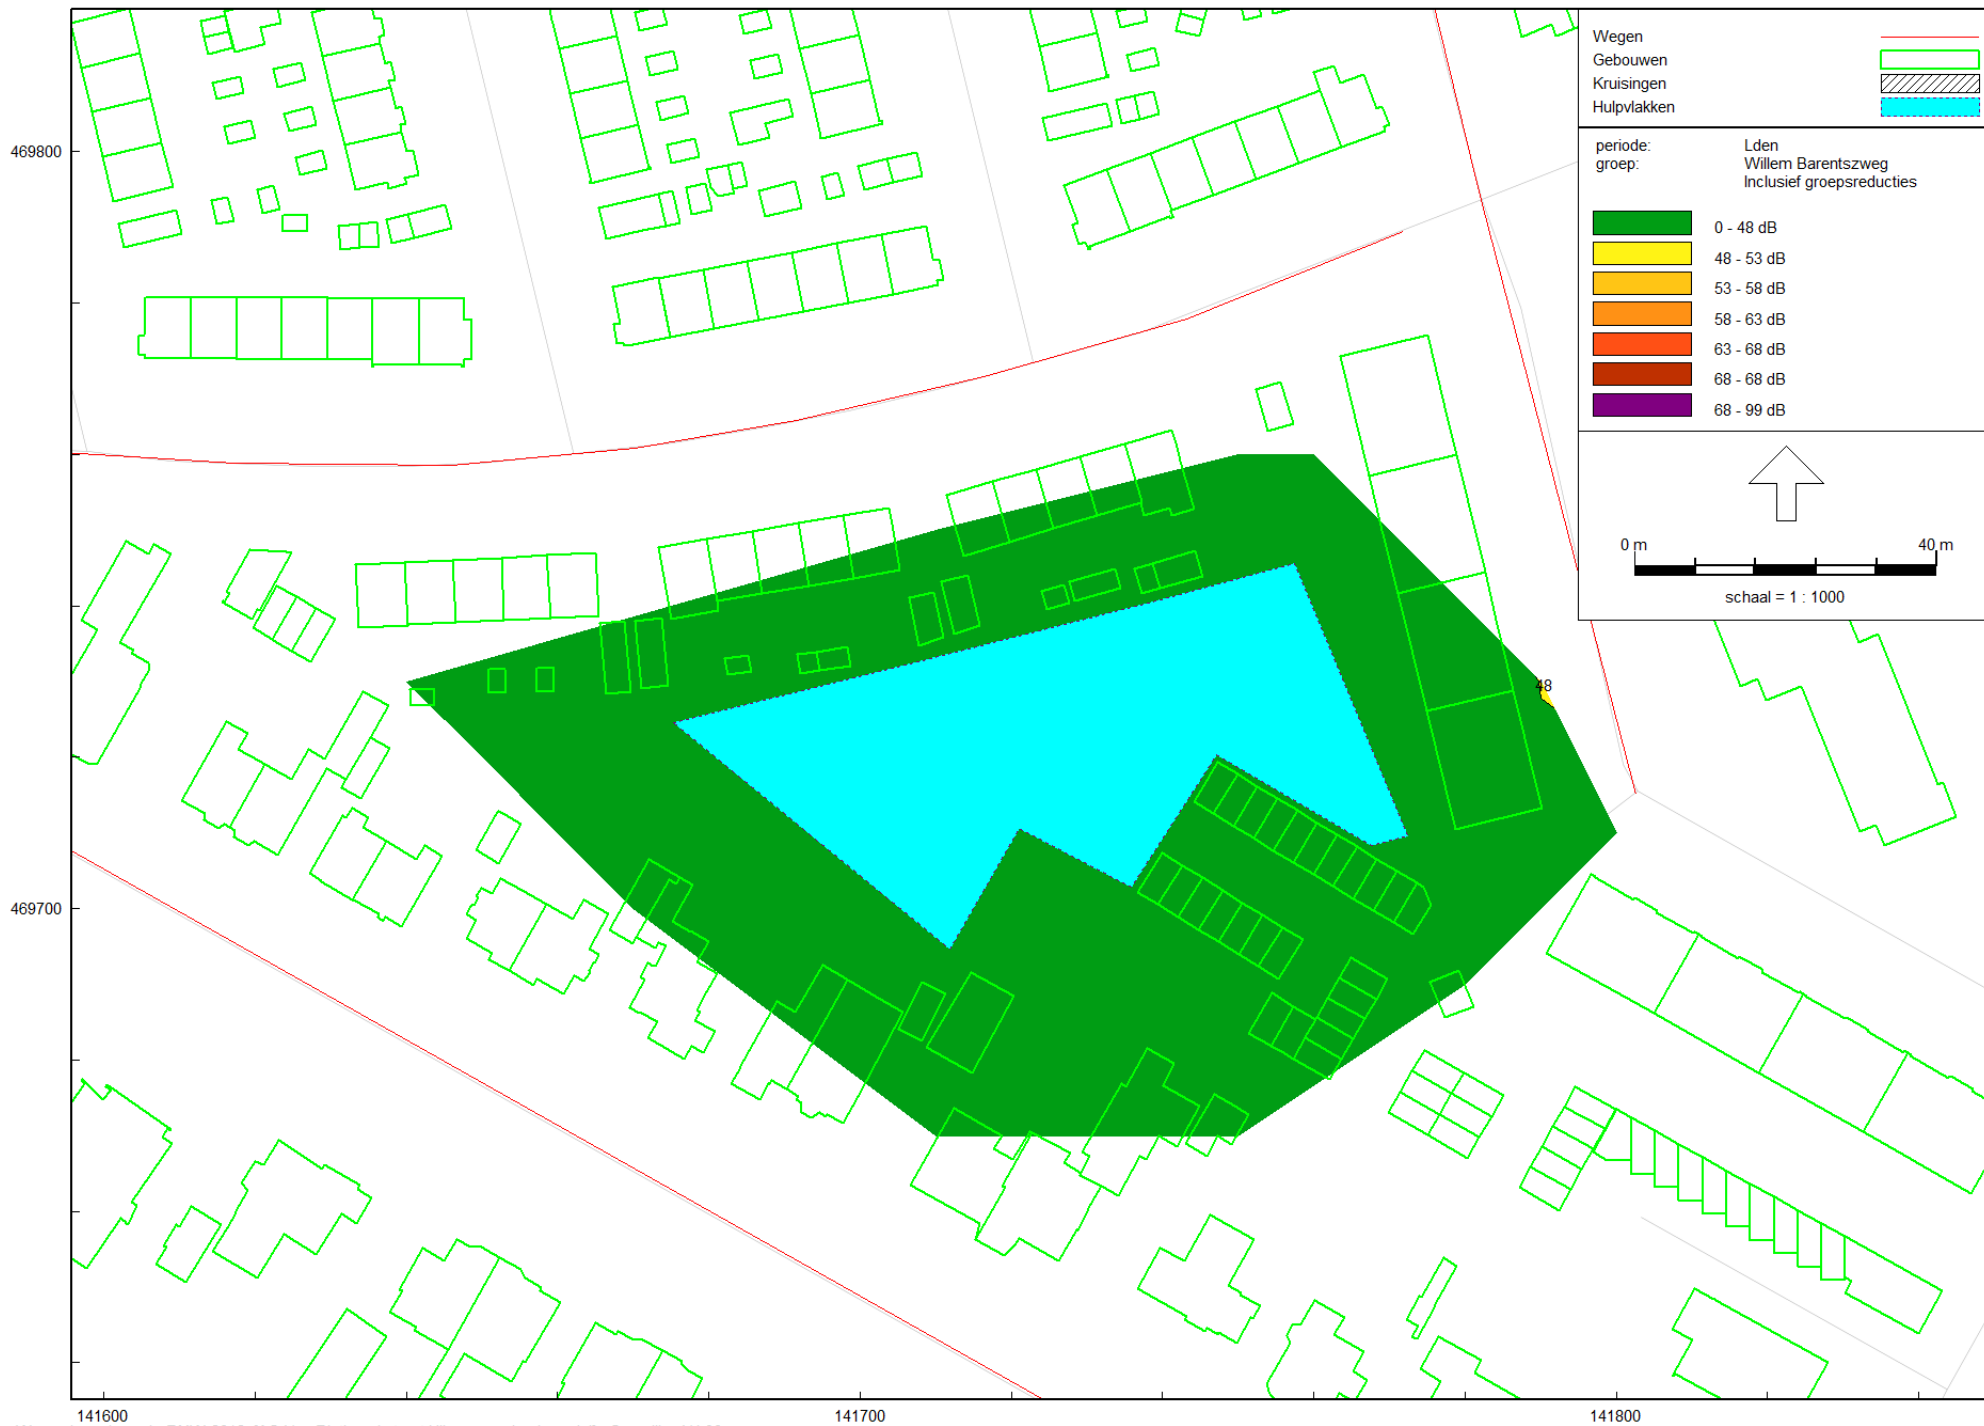 Wegen
Gebouwen
Kruisingen
Hulpvlakken
periode: Lden
groep: Willem Barentszweg
Inclusief groepsreducties
0 - 48 dB
48 - 53 dB
53 - 58 dB
58 - 63 dB
63 - 68 dB
68 - 68 dB
68 - 99 dB
0 m 40 m
schaal = 1 : 1000
469800
48
469700
141600 141700 141800